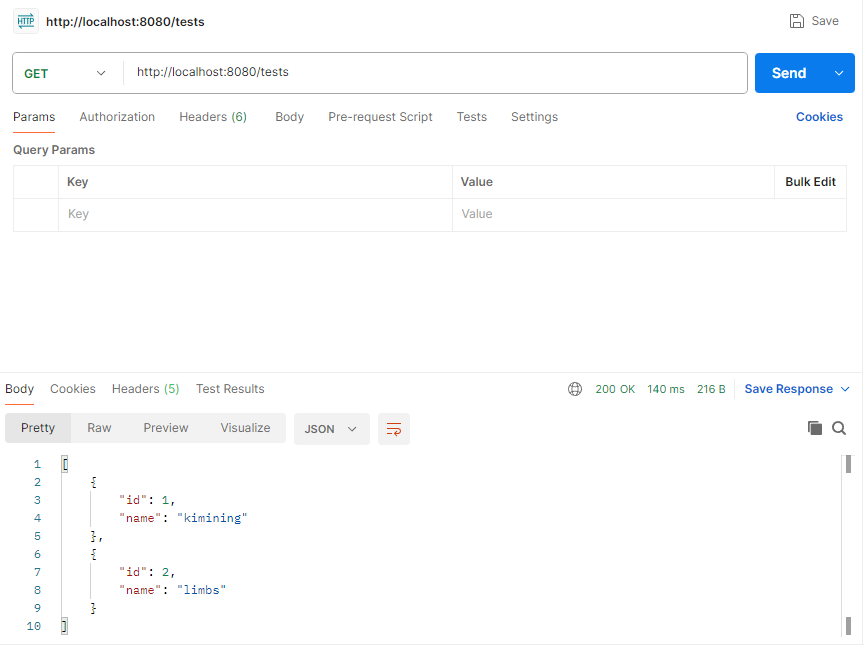 HTTP http://localhost:8080/tests Save
GET http://localhost:8080/tests Send
Params Authorization Headers (6) Body Pre-request Script Tests Settings Cookies
Query Params
Key Value Bulk Edit
Key Value
Body Cookies Headers (5) Test Results 200 OK 140 ms 216 B Save Response
Pretty Raw Preview Visualize JSON
1 [
2 {
3 "id": 1,
4 "name": "kimining"
5 },
6 {
7 "id": 2,
8 "name": "limbs"
9 }
10 ]